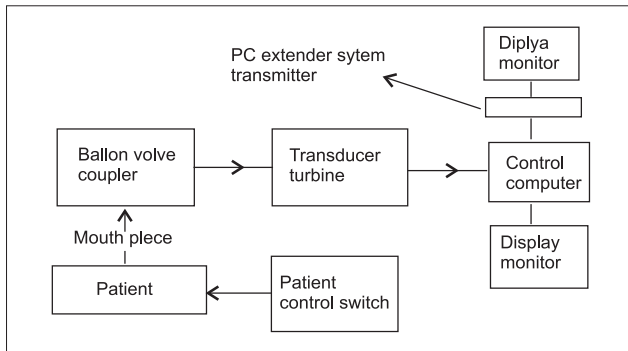 PC extender sytem
transmitter
Diplya
monitor
Ballon volve
coupler
Transducer
turbine
Control
computer
Mouth plece
Display
monitor
Patient
Patient
control switch